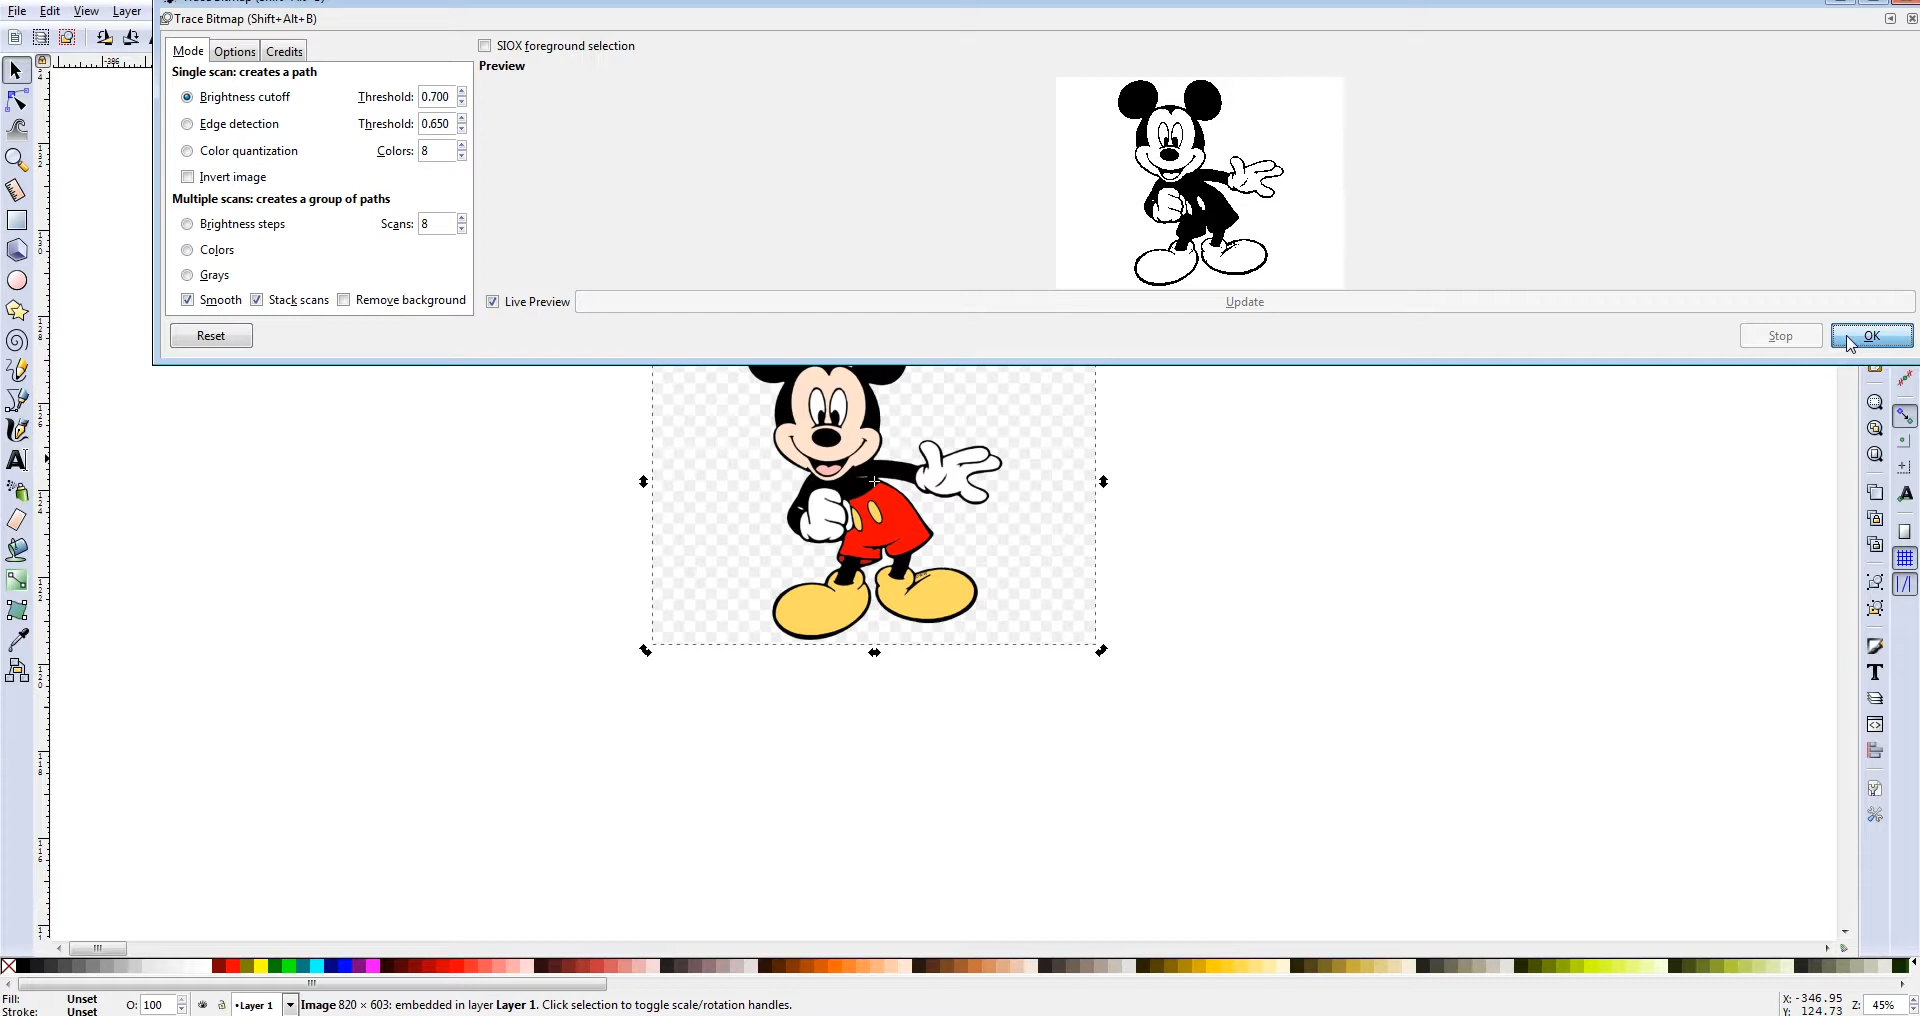 File Edit View Layer
Trace Bitmap (Shift+Alt+B)
Mode Options Credits
SIOX foreground selection
Preview
Single scan: creates a path
Brightness cutoff Threshold: 0.700
Edge detection Threshold: 0.650
Color quantization Colors: 8
Invert image
Multiple scans: creates a group of paths
Brightness steps Scans: 8
Colors
Grays
Smooth Stack scans Remove background
Live Preview Update
Reset Stop OK
-386
Fill: Unset
Stroke: Unset
O: 100
•Layer 1
Image 820 × 603: embedded in layer Layer 1. Click selection to toggle scale/rotation handles.
X: -346.95
Y: 124.73
Z: 45%